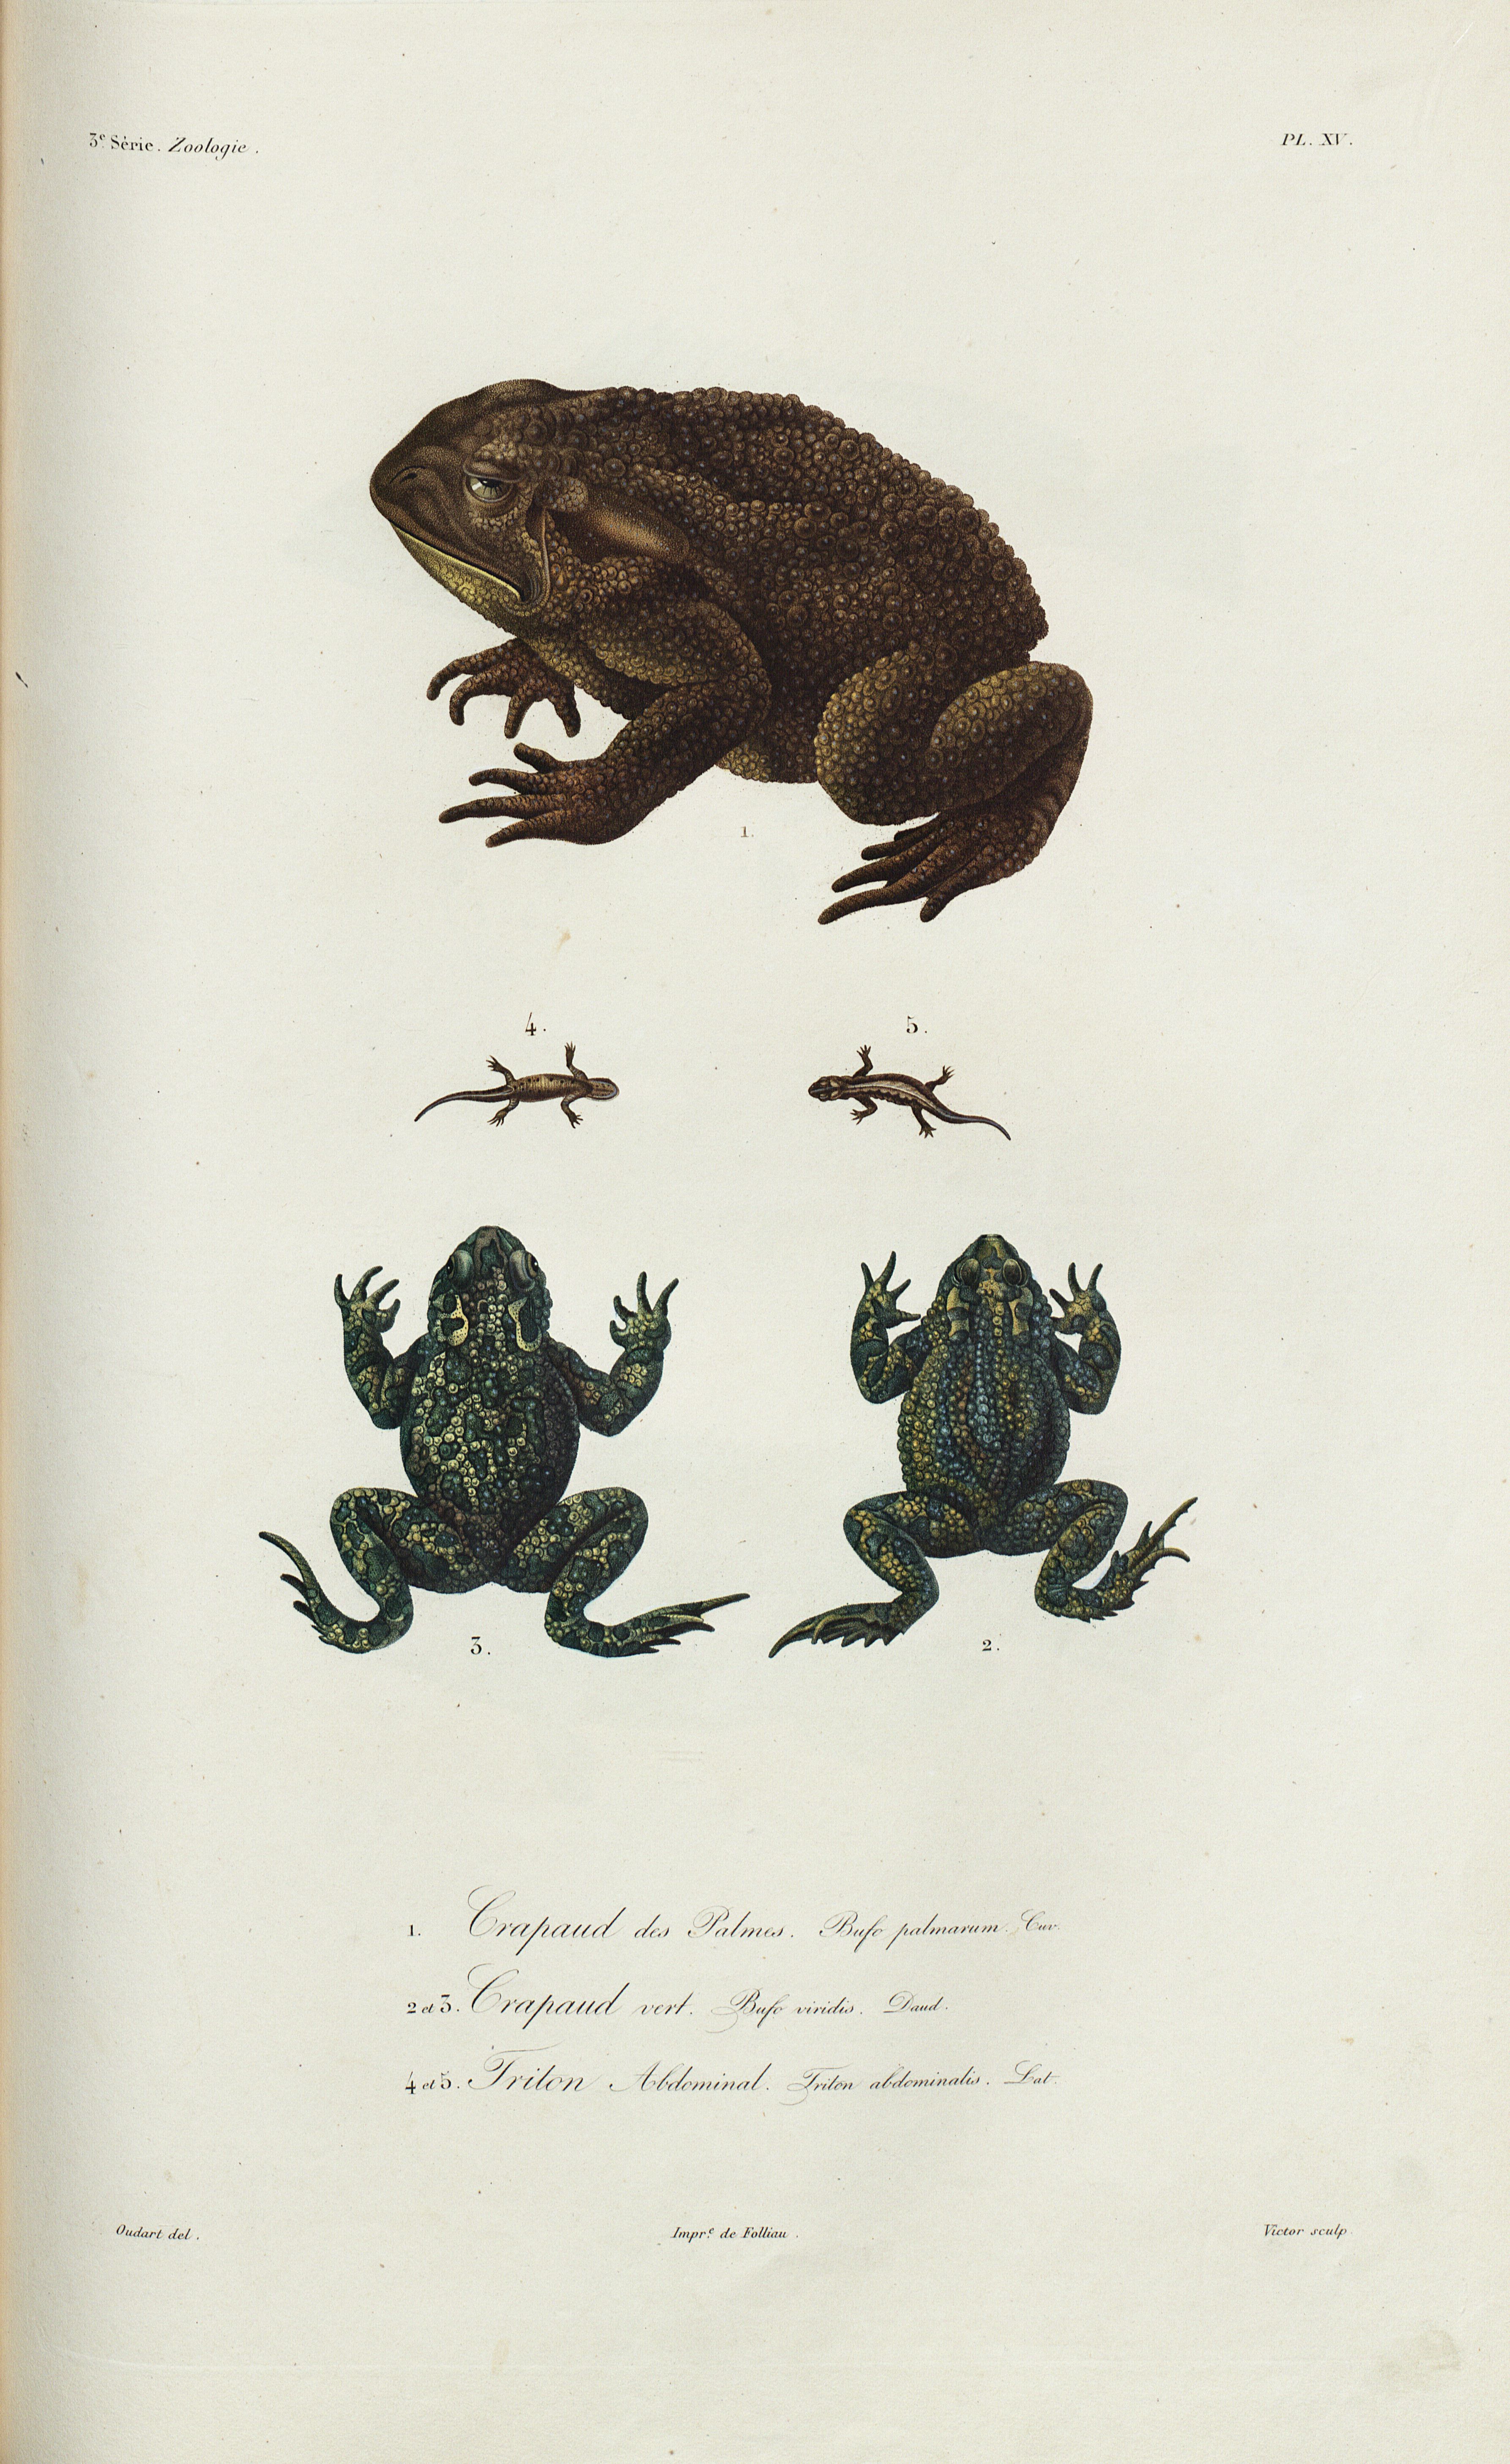 3e Série. Zoologie.
PL. XV.
1.
4.
5.
3.
2.
1. Crapaud des Palmes. Bufo palmarum. Cuv.
2 et 3. Crapaud vert. Bufo viridis. Daud.
4 et 5. Triton Abdominal. Triton abdominalis. Lat.
Oudart del.
Impr.e de Folliau.
Victor sculp.